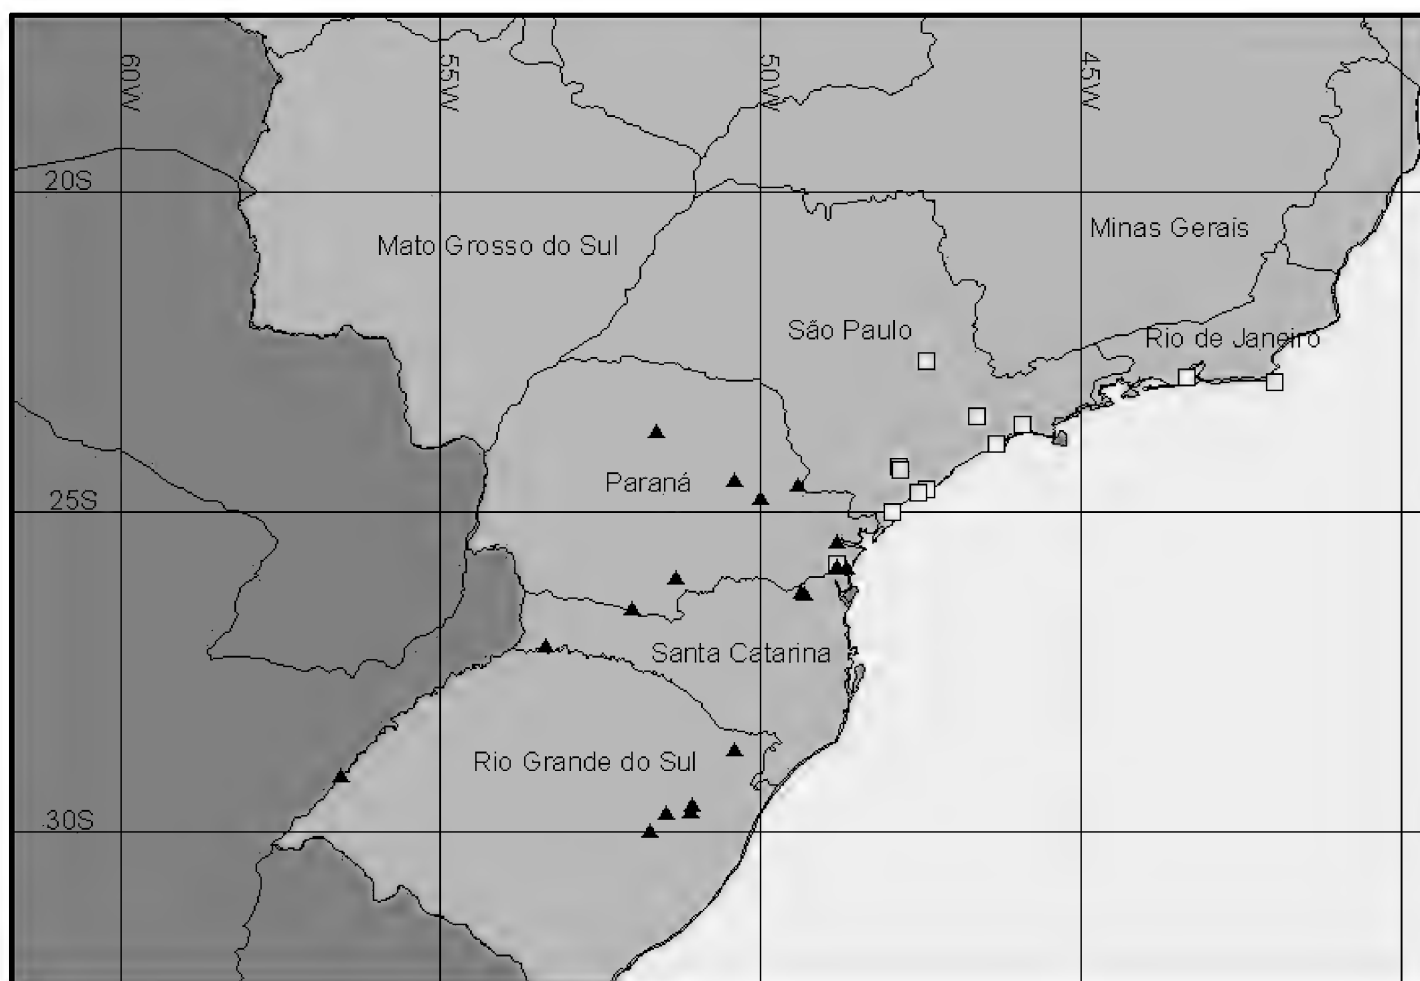 60W
55W
50W
45W
20S
Mato Grosso do Sul
Minas Gerais
São Paulo
Rio de Janeiro
Paraná
25S
Santa Catarina
Rio Grande do Sul
30S